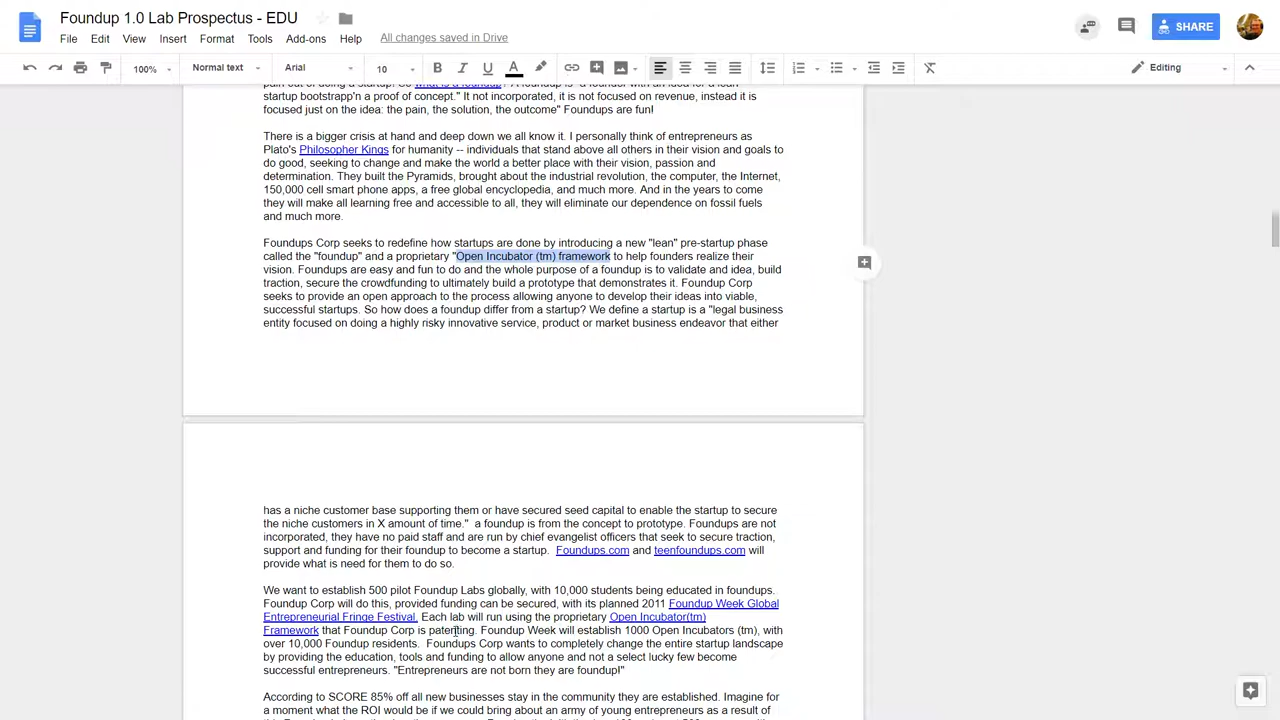 Foundup 1.0 Lab Prospectus - EDU
File Edit View Insert Format Tools Add-ons Help All changes saved in Drive
SHARE
100% Normal text Arial 10 B I U A Editing
startup bootstrapp'n a proof of concept." It not incorporated, it is not focused on revenue, instead it is
focused just on the idea: the pain, the solution, the outcome" Foundups are fun!
There is a bigger crisis at hand and deep down we all know it. I personally think of entrepreneurs as
Plato's Philosopher Kings for humanity -- individuals that stand above all others in their vision and goals to
do good, seeking to change and make the world a better place with their vision, passion and
determination. They built the Pyramids, brought about the industrial revolution, the computer, the Internet,
150,000 cell smart phone apps, a free global encyclopedia, and much more. And in the years to come
they will make all learning free and accessible to all, they will eliminate our dependence on fossil fuels
and much more.
Foundups Corp seeks to redefine how startups are done by introducing a new "lean" pre-startup phase
called the "foundup" and a proprietary "Open Incubator (tm) framework to help founders realize their
vision. Foundups are easy and fun to do and the whole purpose of a foundup is to validate and idea, build
traction, secure the crowdfunding to ultimately build a prototype that demonstrates it. Foundup Corp
seeks to provide an open approach to the process allowing anyone to develop their ideas into viable,
successful startups. So how does a foundup differ from a startup? We define a startup is a "legal business
entity focused on doing a highly risky innovative service, product or market business endeavor that either
has a niche customer base supporting them or have secured seed capital to enable the startup to secure
the niche customers in X amount of time." a foundup is from the concept to prototype. Foundups are not
incorporated, they have no paid staff and are run by chief evangelist officers that seek to secure traction,
support and funding for their foundup to become a startup. Foundups.com and teenfoundups.com will
provide what is need for them to do so.
We want to establish 500 pilot Foundup Labs globally, with 10,000 students being educated in foundups.
Foundup Corp will do this, provided funding can be secured, with its planned 2011 Foundup Week Global
Entrepreneurial Fringe Festival. Each lab will run using the proprietary Open Incubator(tm)
Framework that Foundup Corp is patenting. Foundup Week will establish 1000 Open Incubators (tm), with
over 10,000 Foundup residents. Foundups Corp wants to completely change the entire startup landscape
by providing the education, tools and funding to allow anyone and not a select lucky few become
successful entrepreneurs. "Entrepreneurs are not born they are foundup!"
According to SCORE 85% off all new businesses stay in the community they are established. Imagine for
a moment what the ROI would be if we could bring about an army of young entrepreneurs as a result of